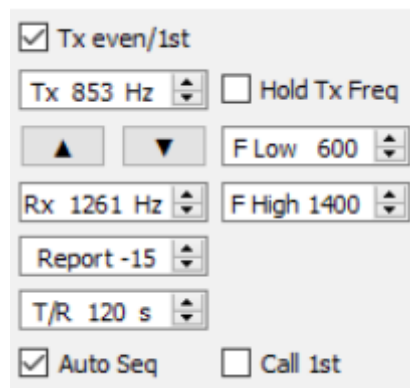 Tx even/1st
Tx 853 Hz Hold Tx Freq
▲ ▼ F Low 600
Rx 1261 Hz F High 1400
Report -15
T/R 120 s
Auto Seq Call 1st